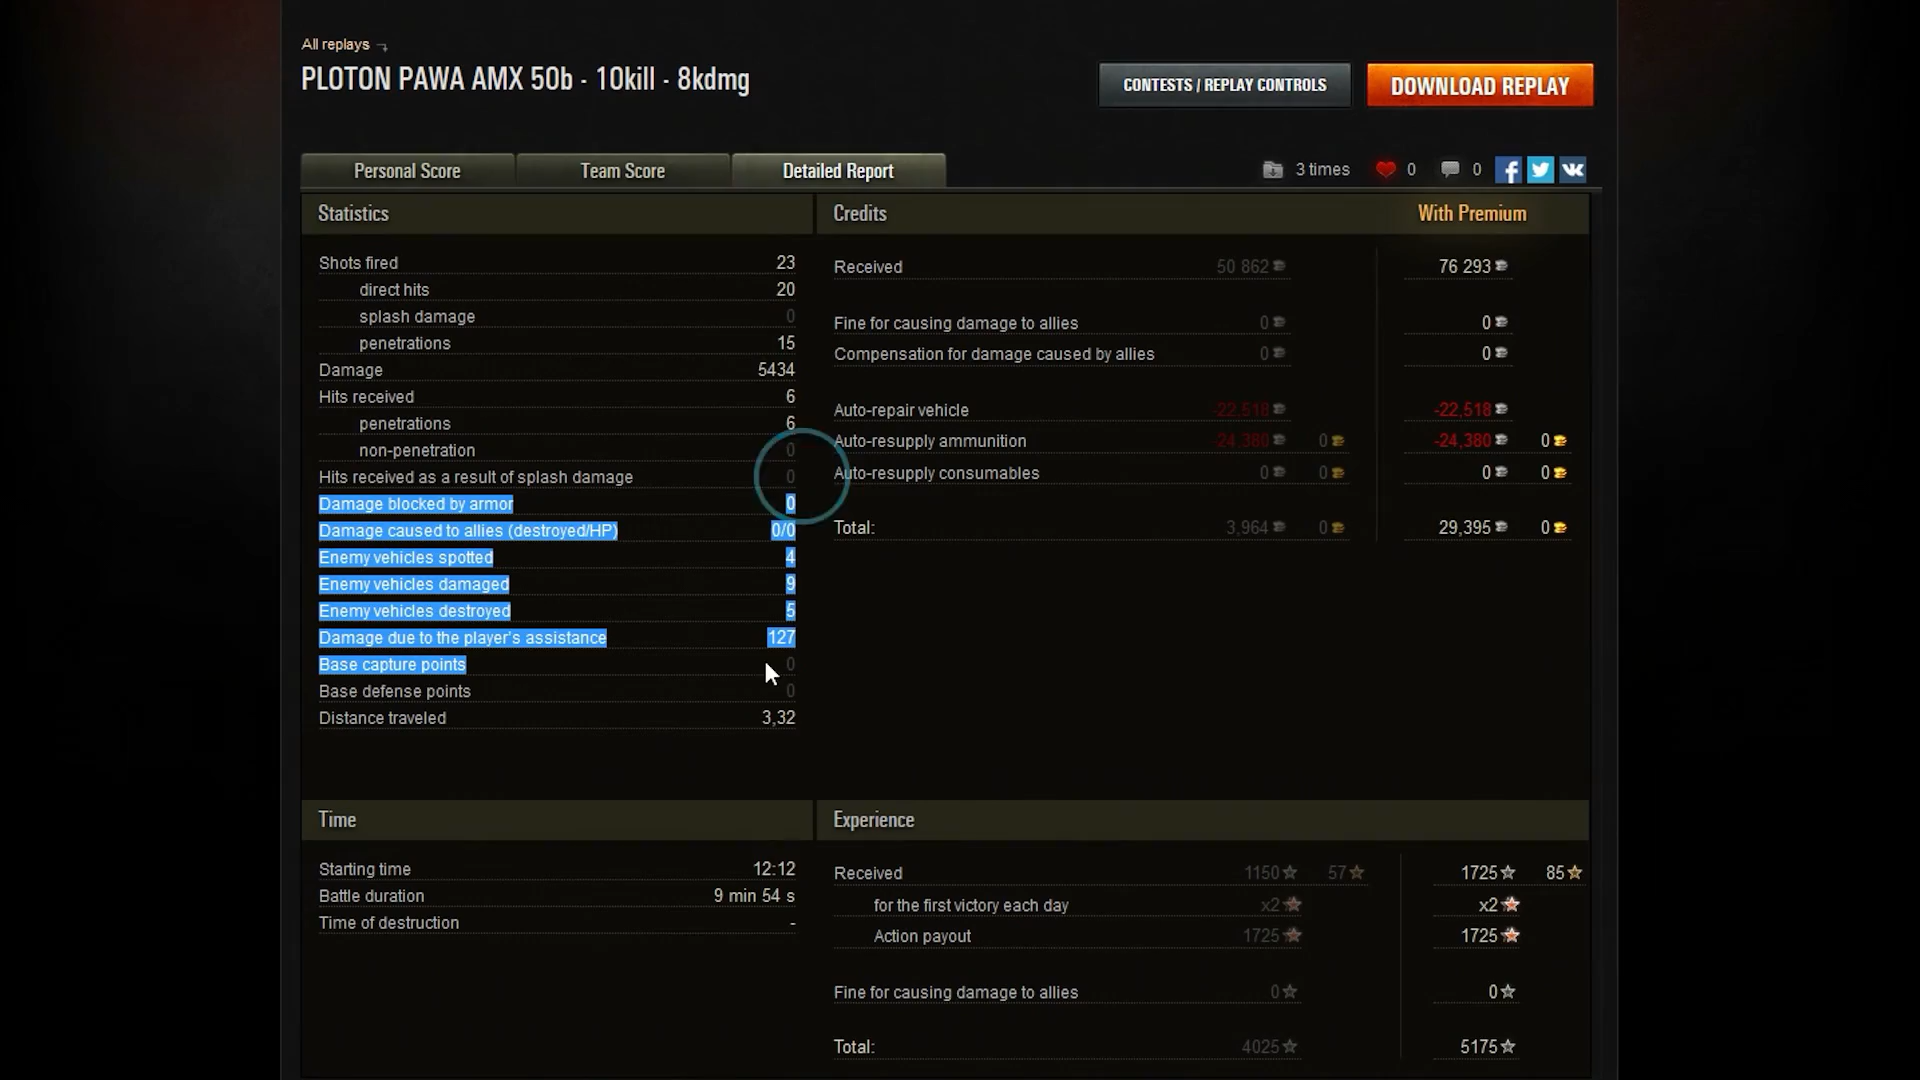 All replays
PLOTON PAWA AMX 50b - 10kill - 8kdmg
CONTESTS / REPLAY CONTROLS
DOWNLOAD REPLAY
Personal Score
Team Score
Detailed Report
3 times
0
0
Statistics
Credits
With Premium
Shots fired 23
direct hits 20
splash damage 0
penetrations 15
Damage 5434
Hits received 6
penetrations 6
non-penetration 0
Hits received as a result of splash damage 0
Damage blocked by armor 0
Damage caused to allies (destroyed/HP) 0/0
Enemy vehicles spotted 4
Enemy vehicles damaged 9
Enemy vehicles destroyed 5
Damage due to the player's assistance 127
Base capture points 0
Base defense points 0
Distance traveled 3,32
Received 50 862 76 293
Fine for causing damage to allies 0 0
Compensation for damage caused by allies 0 0
Auto-repair vehicle -22,518 -22,518
Auto-resupply ammunition -24,380 0 -24,380 0
Auto-resupply consumables 0 0 0 0
Total: 3,964 0 29,395 0
Time
Starting time 12:12
Battle duration 9 min 54 s
Time of destruction -
Experience
Received 1150 57 1725 85
for the first victory each day x2 x2
Action payout 1725 1725
Fine for causing damage to allies 0 0
Total: 4025 5175